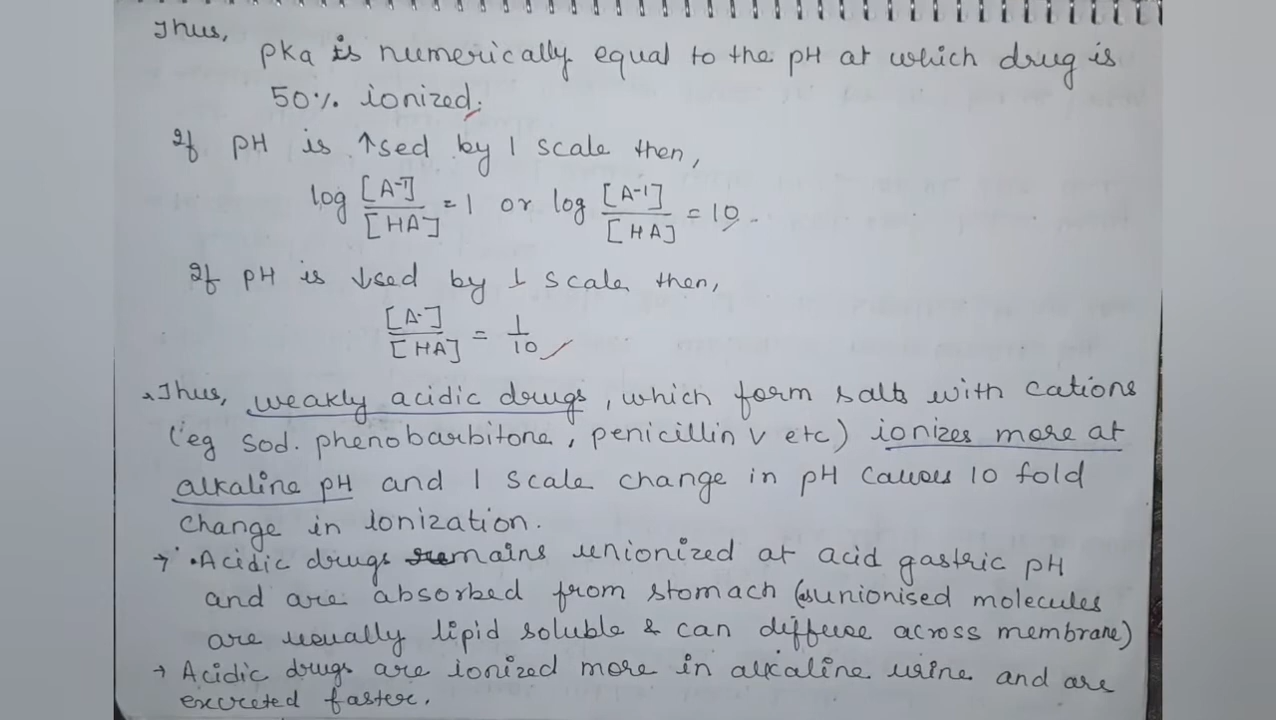 Thus,
pka is numerically equal to the pH at which drug is
50% ionized.
If pH is ↑sed by 1 scale then,
log [A-1]/[HA] = 1 or log [A-1]/[HA] = 10.
If pH is ↓sed by 1 scale then,
[A-]/[HA] = 1/10
Thus, weakly acidic drugs, which form salts with cations
(eg sod. phenobarbitone, penicillin v etc) ionizes more at
alkaline pH and 1 scale change in pH causes 10 fold
change in ionization.
→ • Acidic drugs remains unionized at acid gastric pH
and are absorbed from stomach (as unionised molecules
are usually lipid soluble & can diffuse across membrane)
→ Acidic drugs are ionized more in alkaline urine and are
excreted faster.